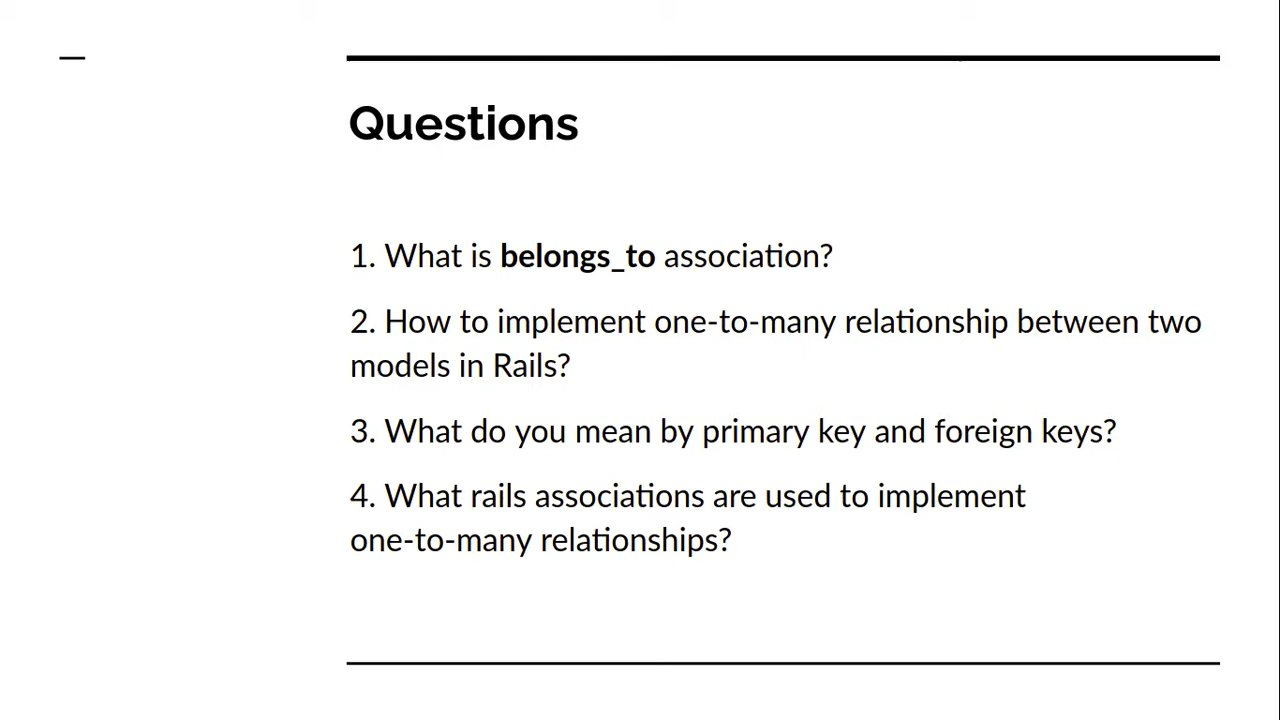 Questions
1. What is belongs_to association?
2. How to implement one-to-many relationship between two
models in Rails?
3. What do you mean by primary key and foreign keys?
4. What rails associations are used to implement
one-to-many relationships?